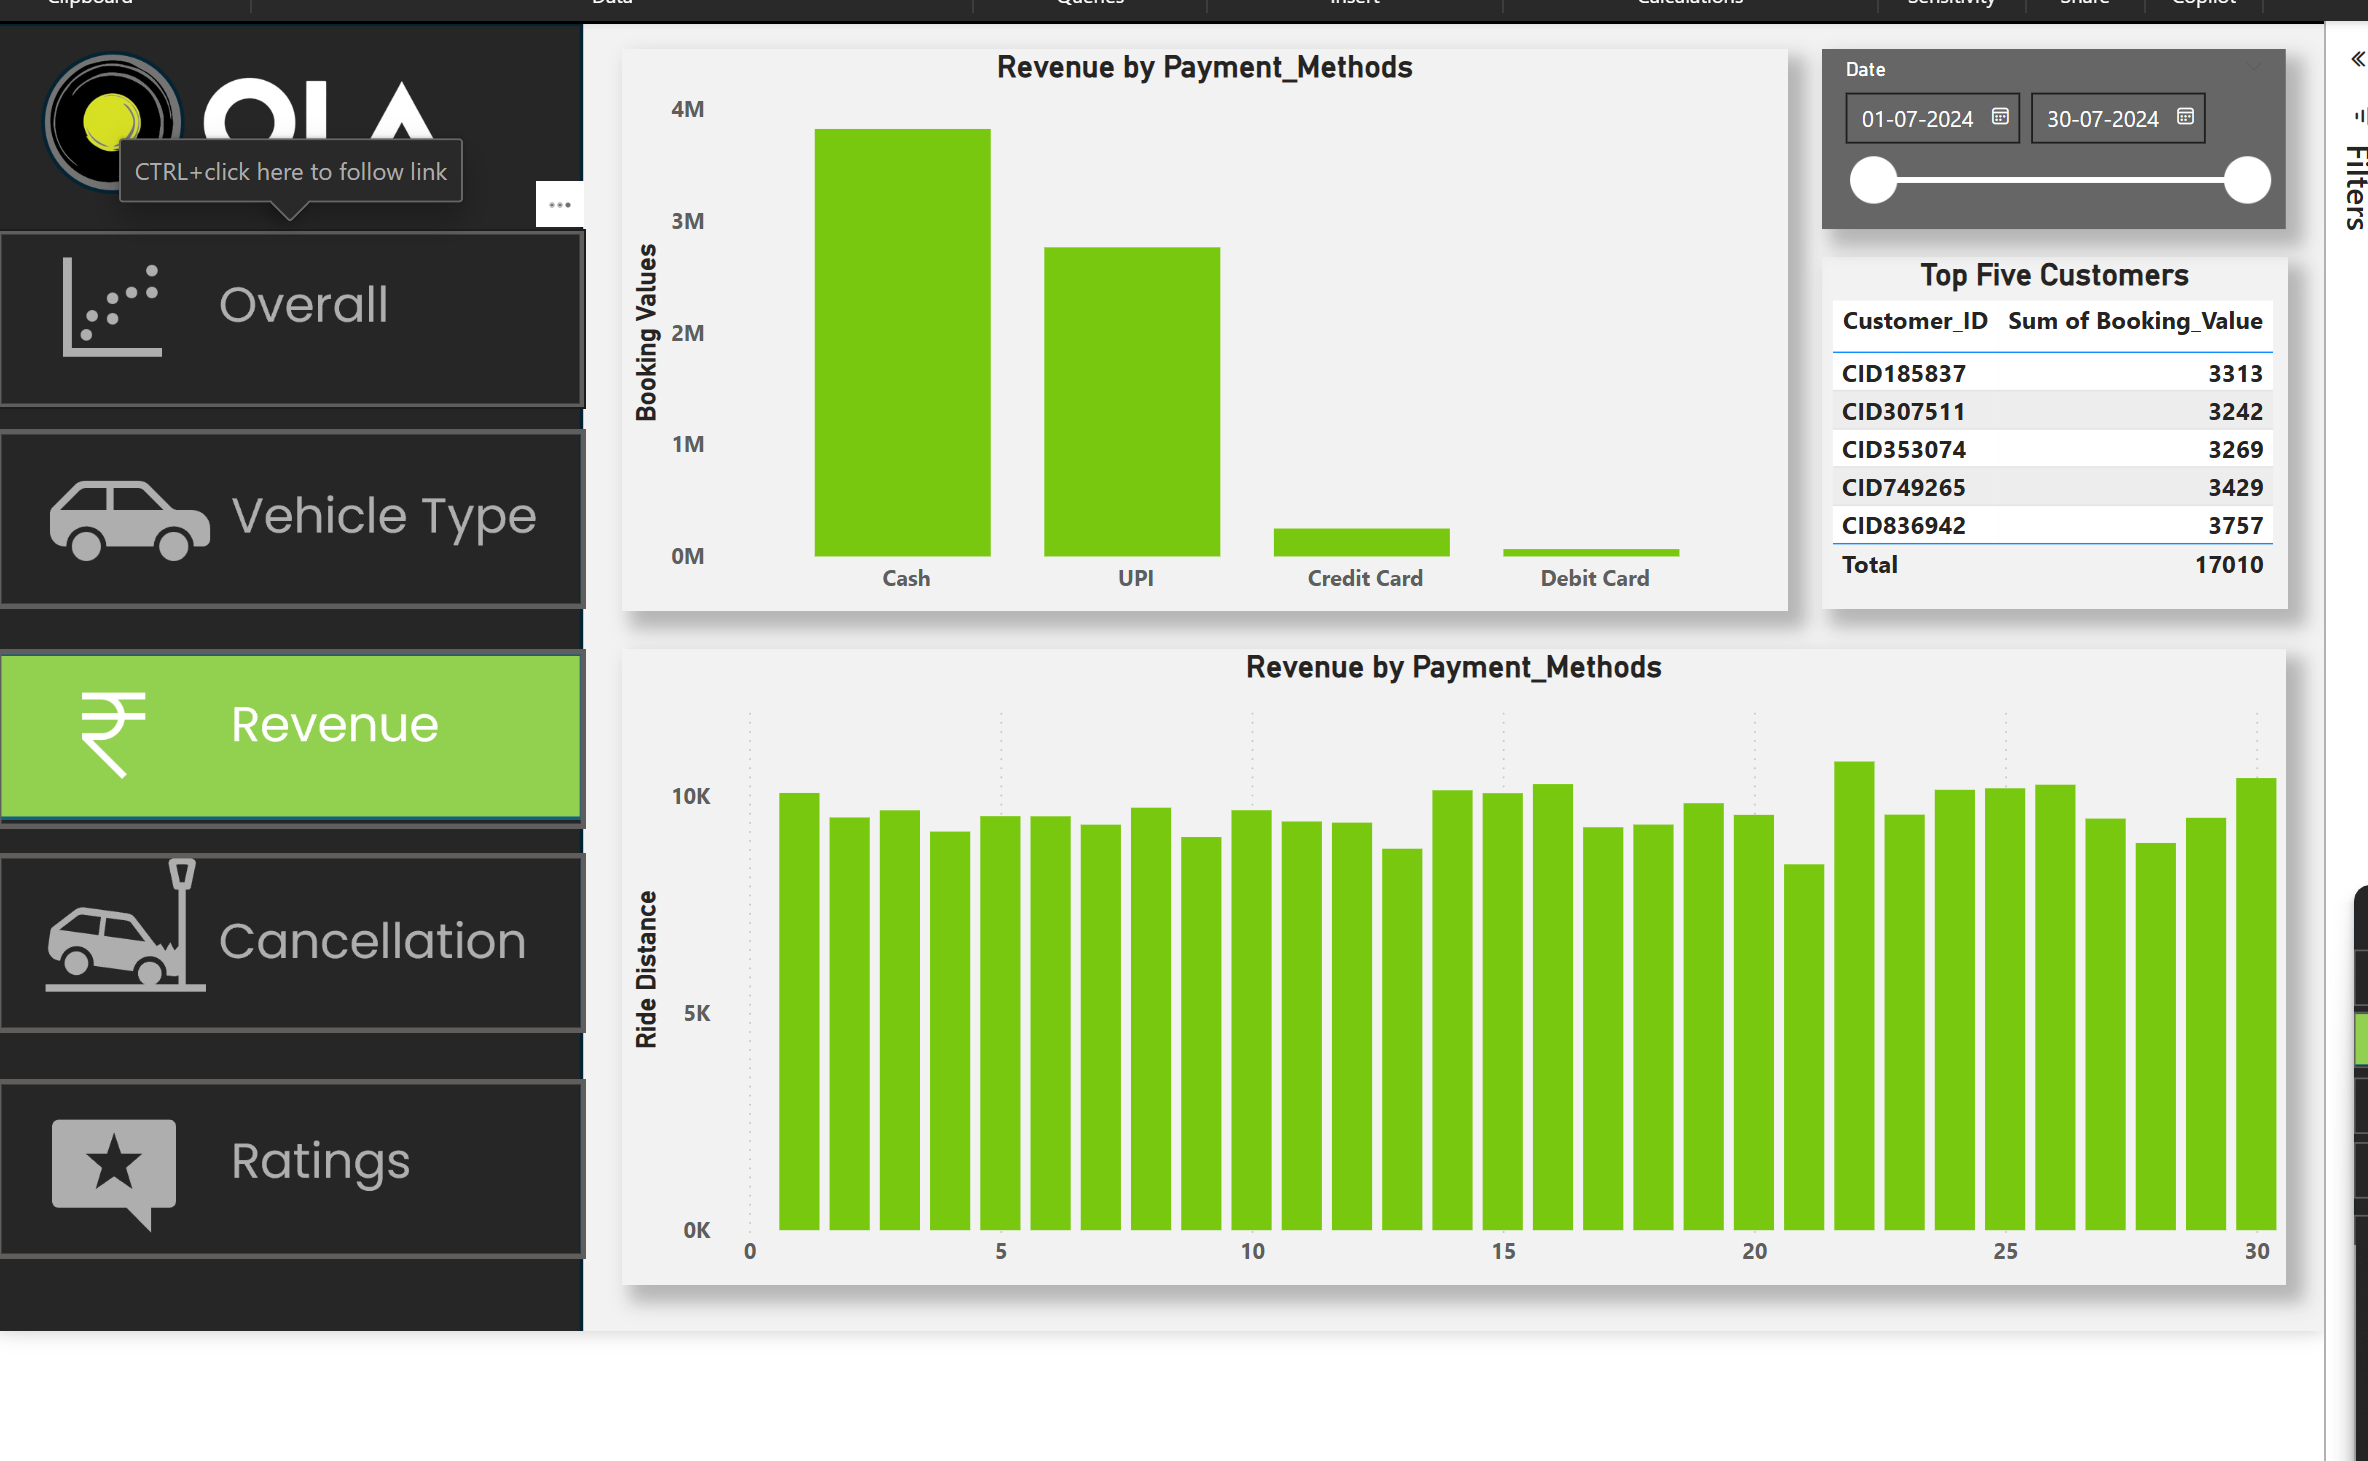 Clipboard Data Queries Insert Calculations Sensitivity Share Copilot
OLA
CTRL+click here to follow link
...
Overall
Vehicle Type
₹ Revenue
Cancellation
Ratings
Revenue by Payment_Methods
Booking Values
4M
3M
2M
1M
0M
Cash UPI Credit Card Debit Card
Date
01-07-2024 30-07-2024
Top Five Customers
Customer_ID Sum of Booking_Value
CID185837 3313
CID307511 3242
CID353074 3269
CID749265 3429
CID836942 3757
Total 17010
Revenue by Payment_Methods
Ride Distance
10K
5K
0K
0 5 10 15 20 25 30
Filters